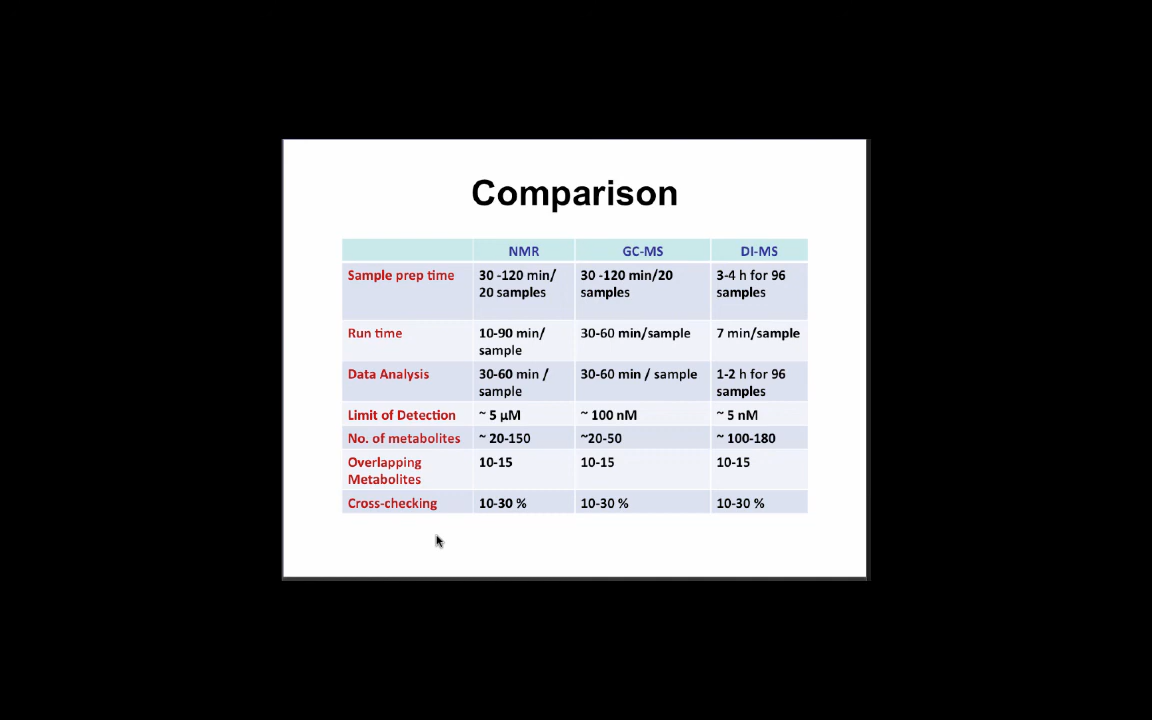 Comparison
NMR GC-MS DI-MS
Sample prep time 30 -120 min/ 30 -120 min/20 3-4 h for 96
20 samples samples samples
Run time 10-90 min/ 30-60 min/sample 7 min/sample
sample
Data Analysis 30-60 min / 30-60 min / sample 1-2 h for 96
sample samples
Limit of Detection ~ 5 µM ~ 100 nM ~ 5 nM
No. of metabolites ~ 20-150 ~20-50 ~ 100-180
Overlapping 10-15 10-15 10-15
Metabolites
Cross-checking 10-30 % 10-30 % 10-30 %